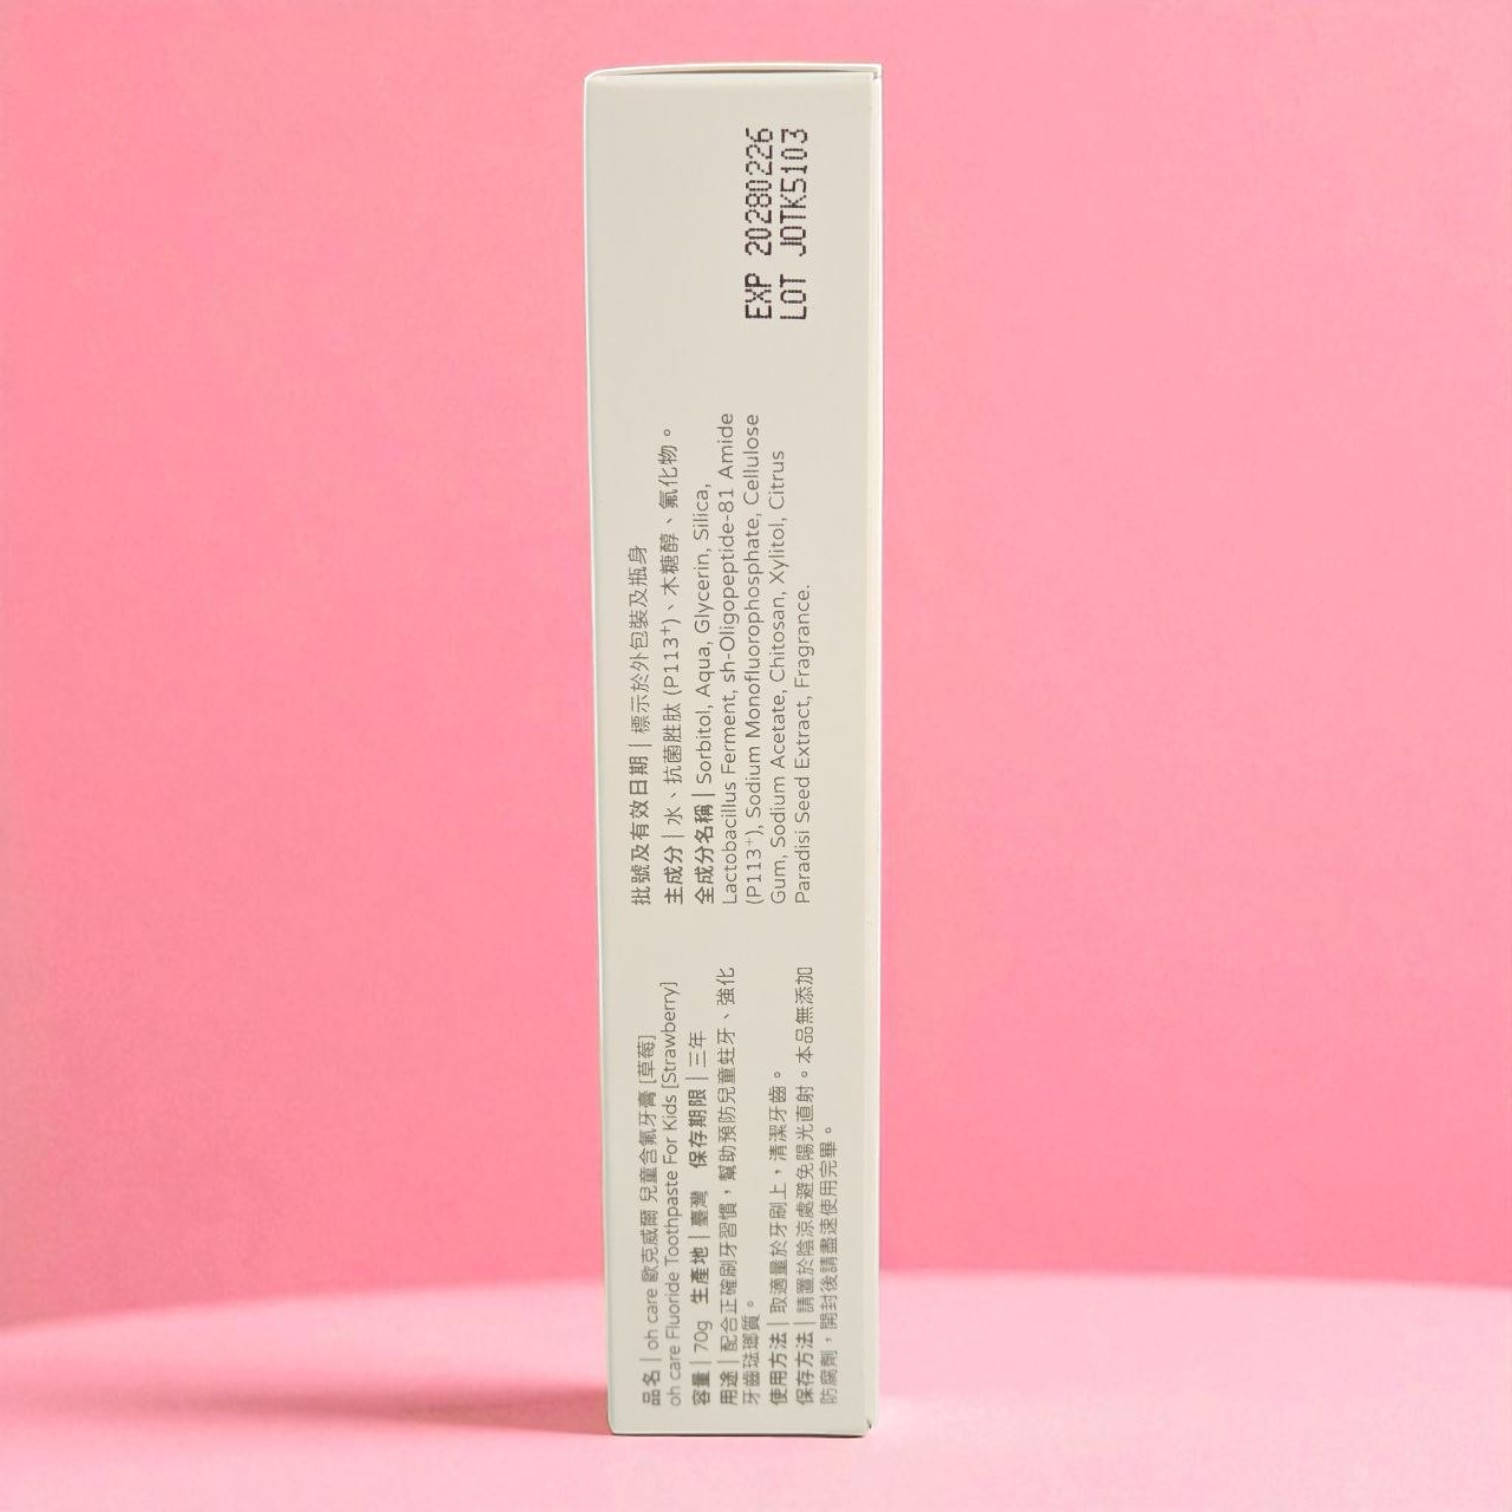 品名｜oh care 歐克威爾 兒童含氟牙膏 [草莓]
oh care Fluoride Toothpaste For Kids [Strawberry]
容量｜70g 生產地｜臺灣 保存期限｜三年
用途｜配合正確刷牙習慣，幫助預防兒童蛀牙、強化
牙齒琺瑯質。
使用方法｜取適量於牙刷上，清潔牙齒。
保存方法｜請置於陰涼處避免陽光直射。本品無添加
防腐劑，開封後請盡速使用完畢。
批號及有效日期｜標示於外包裝及瓶身
主成分｜水、抗菌胜肽 (P113⁺)、木糖醇、氟化物。
全成分名稱｜Sorbitol, Aqua, Glycerin, Silica,
Lactobacillus Ferment, sh-Oligopeptide-81 Amide
(P113⁺), Sodium Monofluorophosphate, Cellulose
Gum, Sodium Acetate, Chitosan, Xylitol, Citrus
Paradisi Seed Extract, Fragrance.
EXP 20280226
LOT JOTK5103